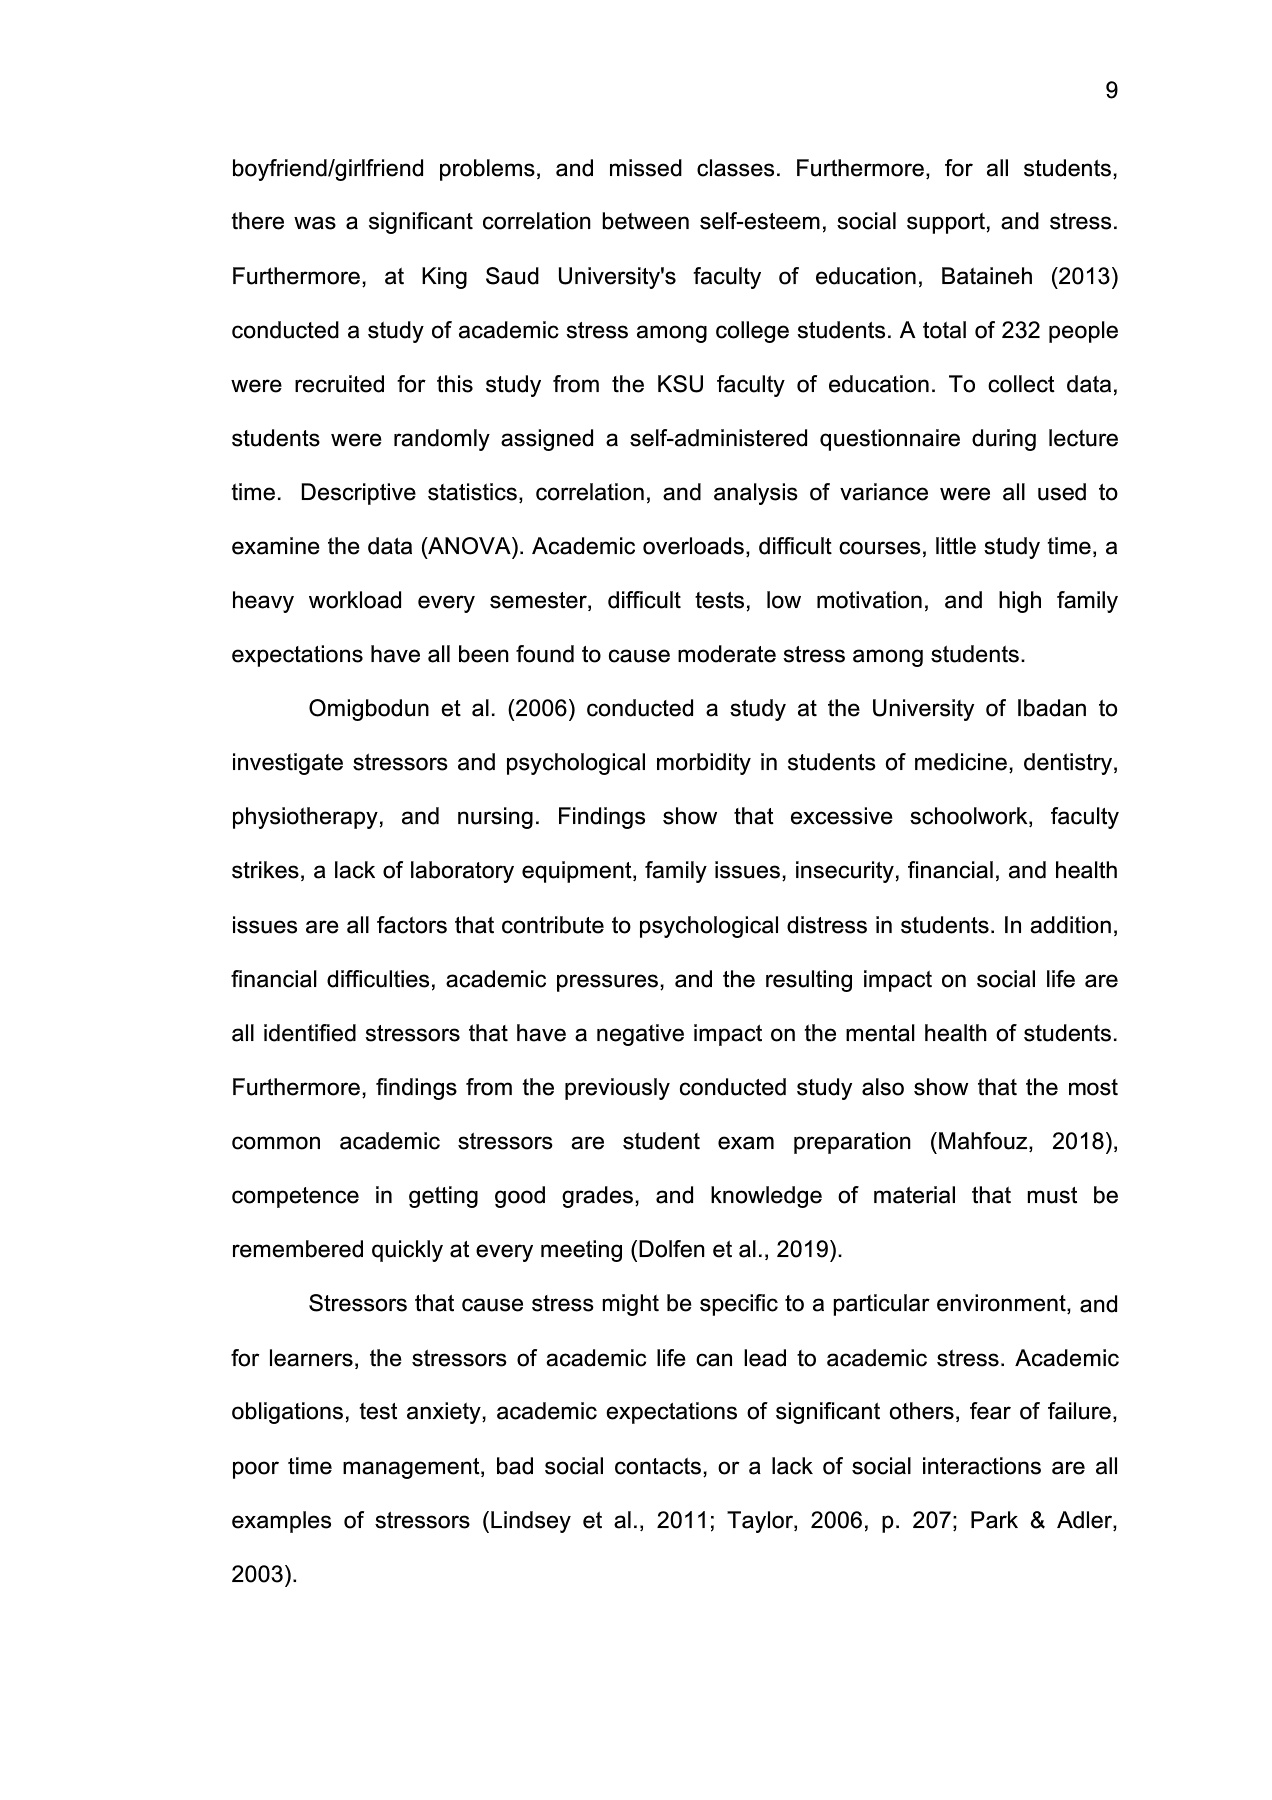 9
boyfriend/girlfriend problems, and missed classes. Furthermore, for all students,
there was a significant correlation between self-esteem, social support, and stress.
Furthermore, at King Saud University's faculty of education, Bataineh (2013)
conducted a study of academic stress among college students. A total of 232 people
were recruited for this study from the KSU faculty of education. To collect data,
students were randomly assigned a self-administered questionnaire during lecture
time.  Descriptive statistics, correlation, and analysis of variance were all used to
examine the data (ANOVA). Academic overloads, difficult courses, little study time, a
heavy workload every semester, difficult tests, low motivation, and high family
expectations have all been found to cause moderate stress among students.
Omigbodun et al. (2006) conducted a study at the University of Ibadan to
investigate stressors and psychological morbidity in students of medicine, dentistry,
physiotherapy, and nursing. Findings show that excessive schoolwork, faculty
strikes, a lack of laboratory equipment, family issues, insecurity, financial, and health
issues are all factors that contribute to psychological distress in students. In addition,
financial difficulties, academic pressures, and the resulting impact on social life are
all identified stressors that have a negative impact on the mental health of students.
Furthermore, findings from the previously conducted study also show that the most
common academic stressors are student exam preparation (Mahfouz, 2018),
competence in getting good grades, and knowledge of material that must be
remembered quickly at every meeting (Dolfen et al., 2019).
Stressors that cause stress might be specific to a particular environment, and
for learners, the stressors of academic life can lead to academic stress. Academic
obligations, test anxiety, academic expectations of significant others, fear of failure,
poor time management, bad social contacts, or a lack of social interactions are all
examples of stressors (Lindsey et al., 2011; Taylor, 2006, p. 207; Park & Adler,
2003).